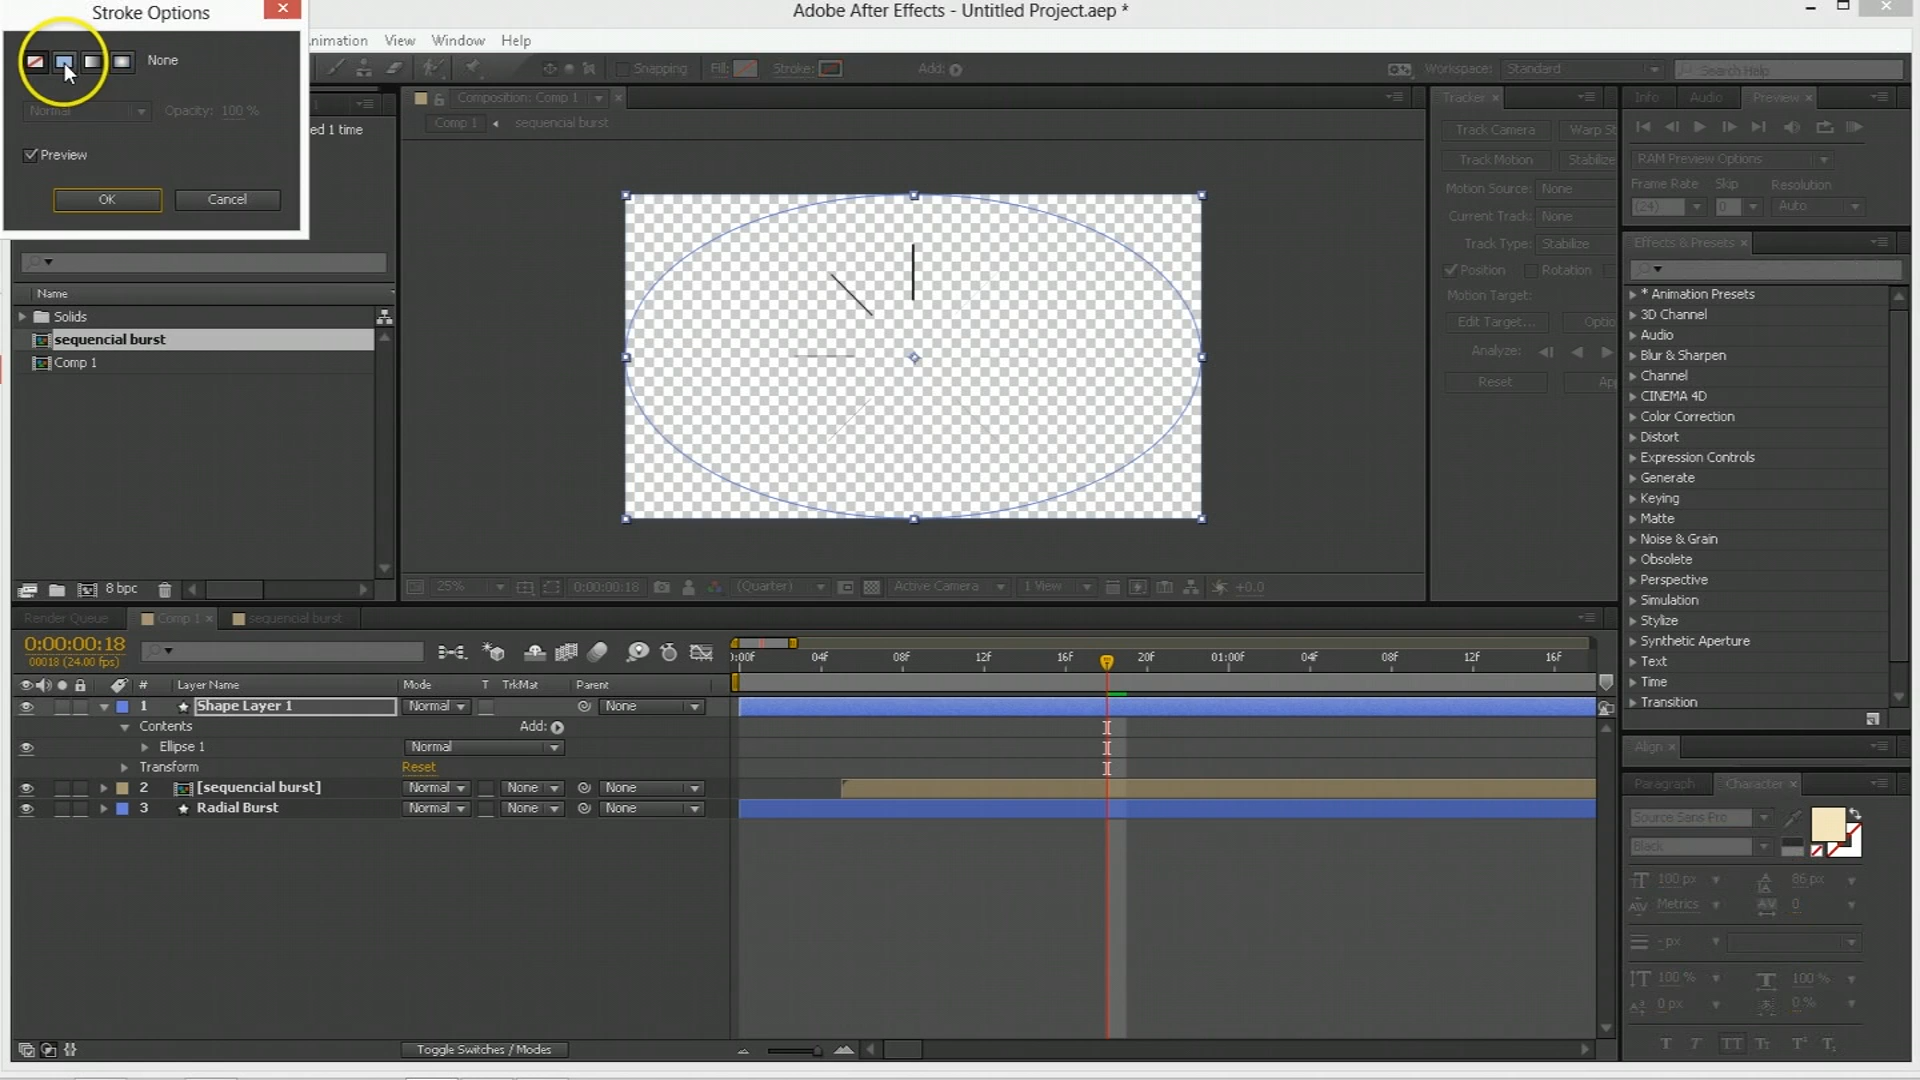 Stroke Options
Adobe After Effects - Untitled Project.aep *
None
Normal
Opacity: 100 %
Preview
OK
Cancel
Animation View Window Help
Snapping
Fill:
Stroke:
Add:
Workspace: Standard
Search Help
ed 1 time
Composition: Comp 1
Comp 1
sequencial burst
Name
Solids
sequencial burst
Comp 1
8 bpc
25%
0:00:00:18
(Quarter)
Active Camera
1 View
+0.0
Tracker
Track Camera
Warp St
Track Motion
Stabilize
Motion Source: None
Current Track: None
Track Type: Stabilize
Position
Rotation
Motion Target:
Edit Target...
Optio
Analyze:
Reset
Ap
Info
Audio
Preview
RAM Preview Options
Frame Rate
Skip
Resolution
(24)
0
Auto
Effects & Presets
* Animation Presets
3D Channel
Audio
Blur & Sharpen
Channel
CINEMA 4D
Color Correction
Distort
Expression Controls
Generate
Keying
Matte
Noise & Grain
Obsolete
Perspective
Simulation
Stylize
Synthetic Aperture
Text
Time
Transition
Align
Paragraph
Character
Source Sans Pro
Black
100 px
86 px
Metrics
0
- px
100 %
100 %
0 px
0 %
T T TT Tт T¹ T,
Render Queue
Comp 1
sequencial burst
0:00:00:18
00018 (24.00 fps)
):00f 04f 08f 12f 16f 20f 01:00f 04f 08f 12f 16f
# Layer Name Mode T TrkMat Parent
1 Shape Layer 1 Normal None
Contents Add:
Ellipse 1 Normal
Transform Reset
2 [sequencial burst] Normal None None
3 Radial Burst Normal None None
Toggle Switches / Modes